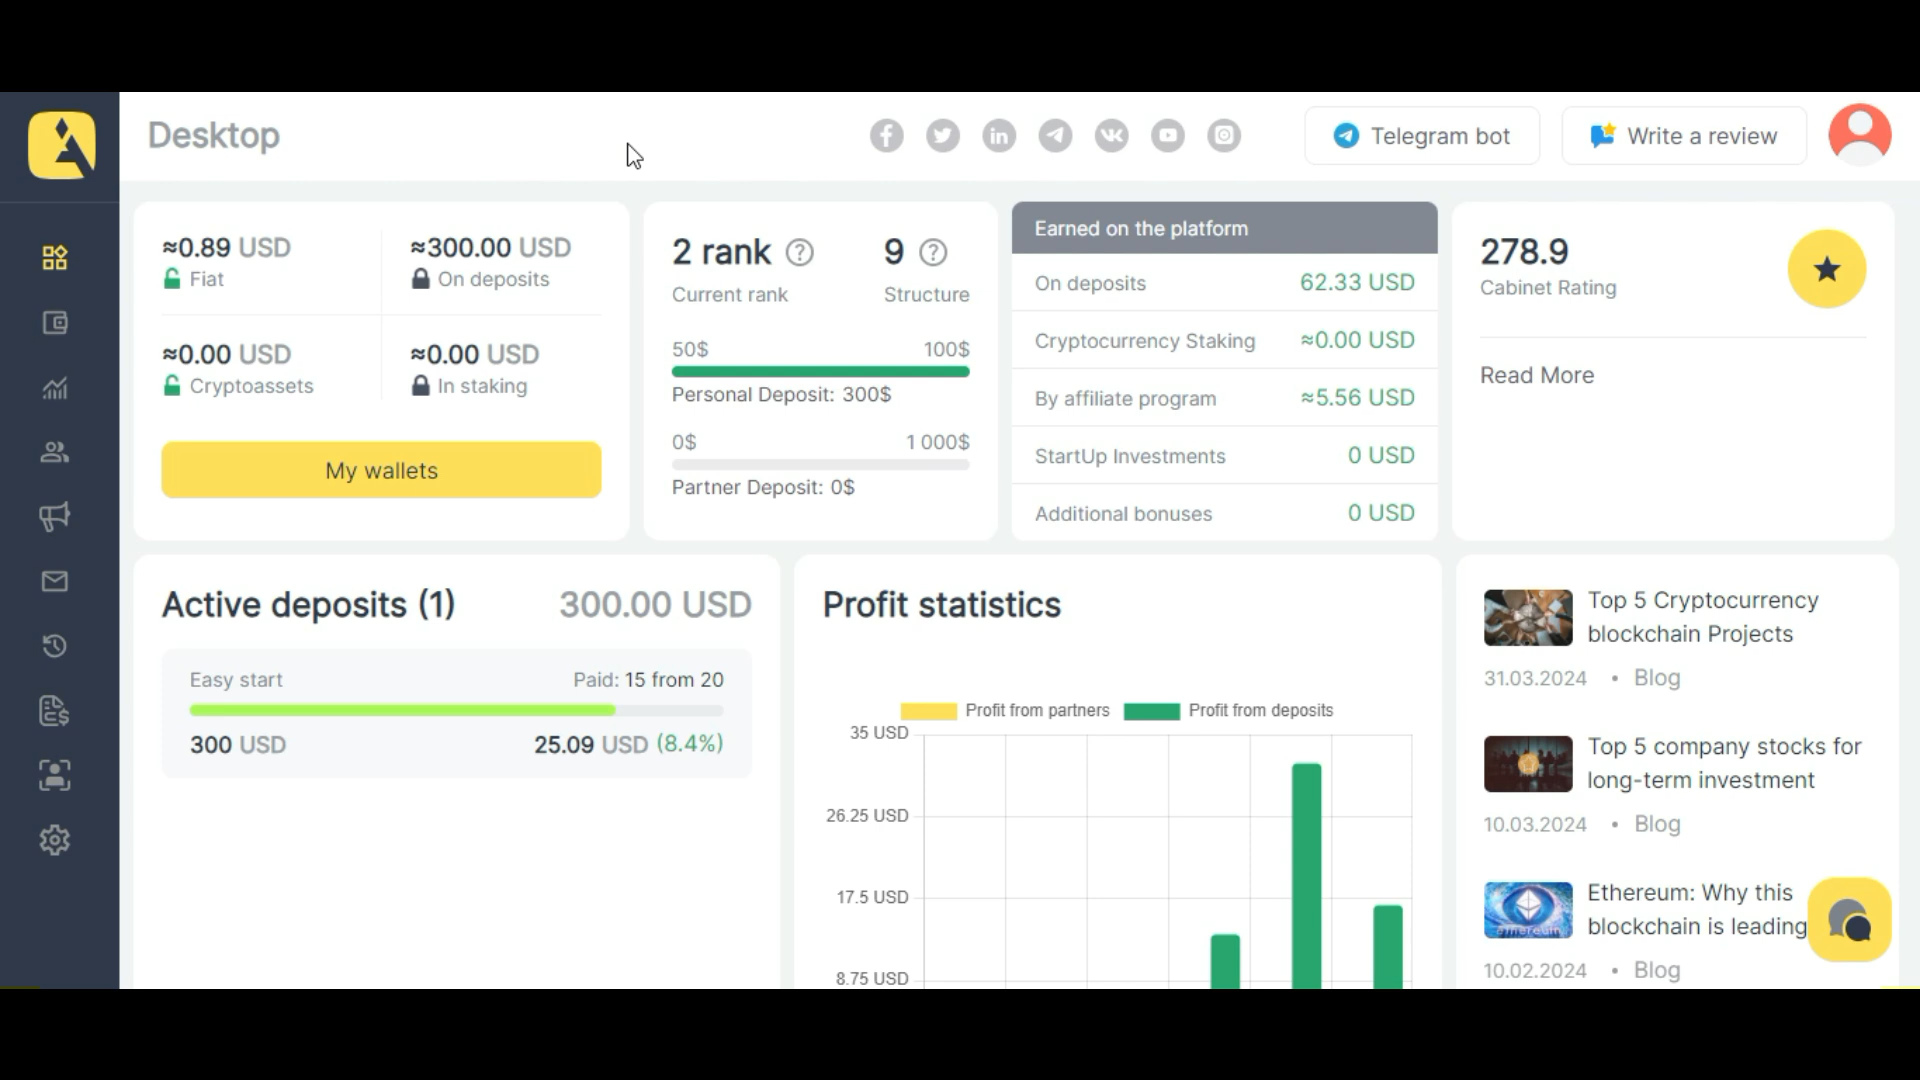 Desktop
Telegram bot
Write a review
≈0.89 USD
Fiat
≈300.00 USD
On deposits
≈0.00 USD
Cryptoassets
≈0.00 USD
In staking
My wallets
2 rank
Current rank
9
Structure
50$ 100$
Personal Deposit: 300$
0$ 1 000$
Partner Deposit: 0$
Earned on the platform
On deposits 62.33 USD
Cryptocurrency Staking ≈0.00 USD
By affiliate program ≈5.56 USD
StartUp Investments 0 USD
Additional bonuses 0 USD
278.9
Cabinet Rating
Read More
Active deposits (1) 300.00 USD
Easy start Paid: 15 from 20
300 USD 25.09 USD (8.4%)
Profit statistics
Profit from partners Profit from deposits
35 USD
26.25 USD
17.5 USD
8.75 USD
Top 5 Cryptocurrency
blockchain Projects
31.03.2024 • Blog
Top 5 company stocks for
long-term investment
10.03.2024 • Blog
ethereum
Ethereum: Why this
blockchain is leading
10.02.2024 • Blog